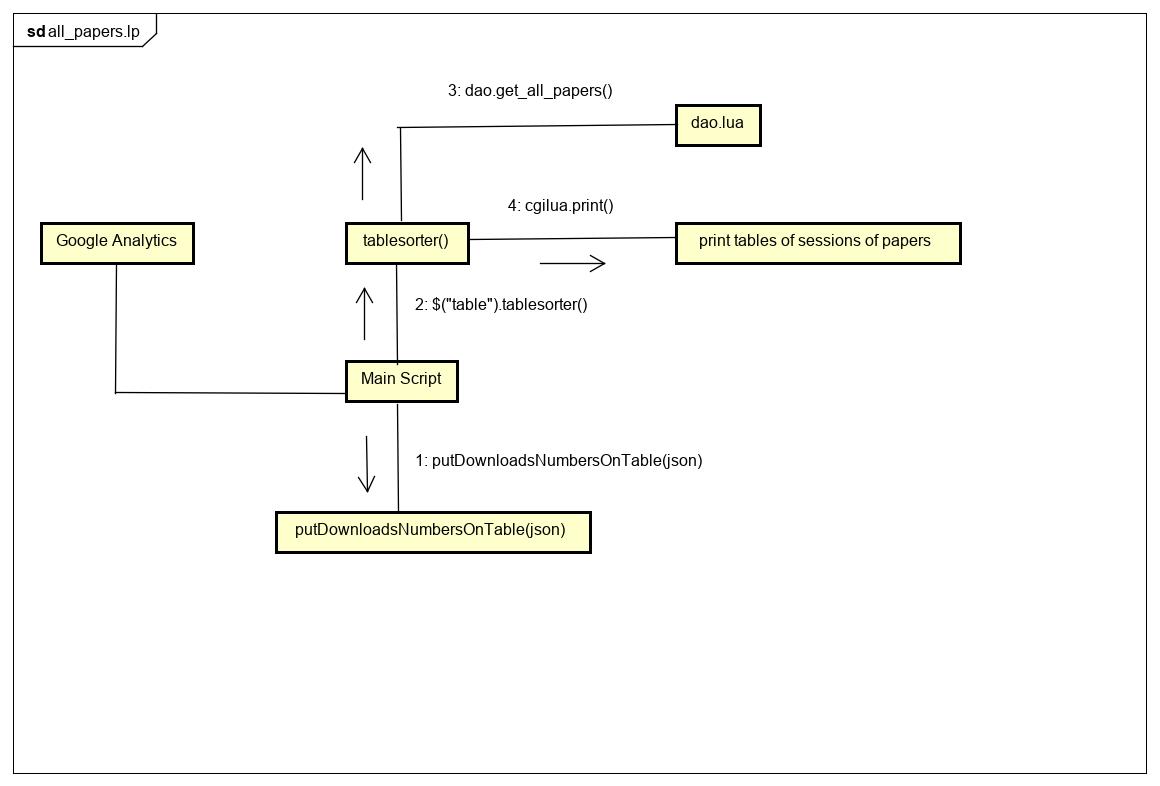 sd all_papers.lp
3: dao.get_all_papers()
dao.lua
4: cgilua.print()
Google Analytics
tablesorter()
print tables of sessions of papers
2: $("table").tablesorter()
Main Script
1: putDownloadsNumbersOnTable(json)
putDownloadsNumbersOnTable(json)